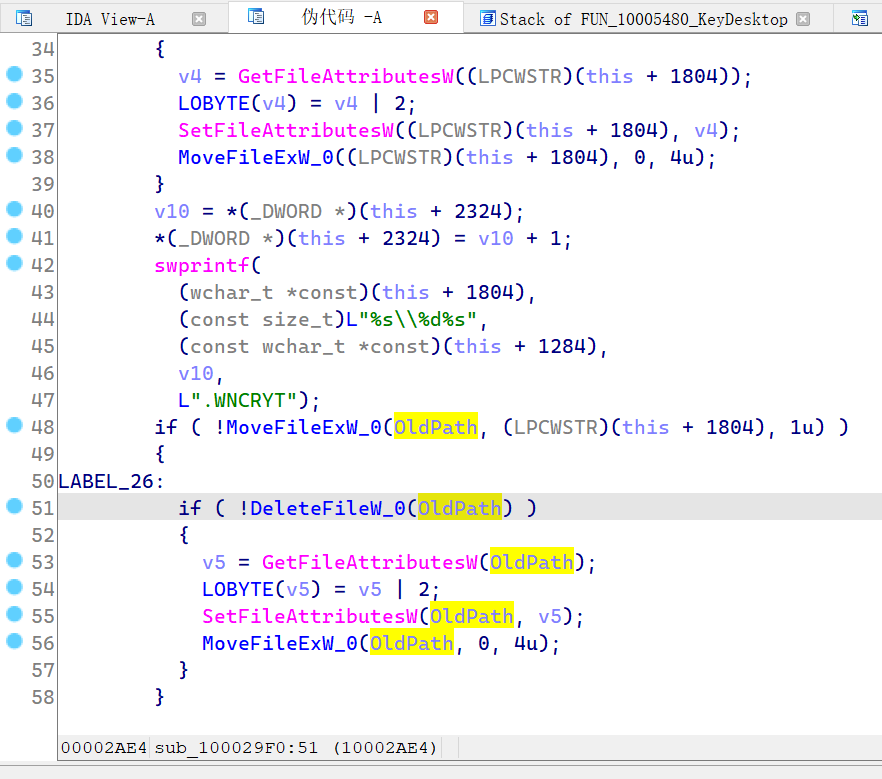 IDA View-A 伪代码 -A Stack of FUN_10005480_KeyDesktop
34 {
35 v4 = GetFileAttributesW((LPCWSTR)(this + 1804));
36 LOBYTE(v4) = v4 | 2;
37 SetFileAttributesW((LPCWSTR)(this + 1804), v4);
38 MoveFileExW_0((LPCWSTR)(this + 1804), 0, 4u);
39 }
40 v10 = *(_DWORD *)(this + 2324);
41 *(_DWORD *)(this + 2324) = v10 + 1;
42 swprintf(
43 (wchar_t *const)(this + 1804),
44 (const size_t)L"%s\\%d%s",
45 (const wchar_t *const)(this + 1284),
46 v10,
47 L".WNCRYT");
48 if ( !MoveFileExW_0(OldPath, (LPCWSTR)(this + 1804), 1u) )
49 {
50 LABEL_26:
51 if ( !DeleteFileW_0(OldPath) )
52 {
53 v5 = GetFileAttributesW(OldPath);
54 LOBYTE(v5) = v5 | 2;
55 SetFileAttributesW(OldPath, v5);
56 MoveFileExW_0(OldPath, 0, 4u);
57 }
58 }
00002AE4 sub_100029F0:51 (10002AE4)